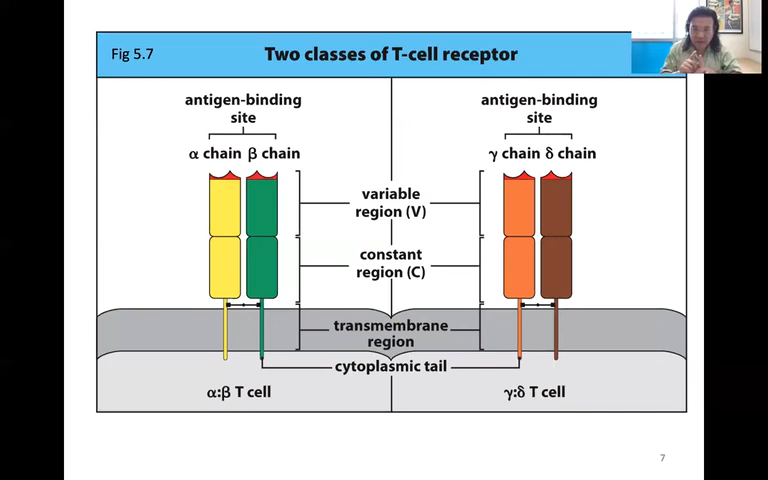 Fig 5.7
Two classes of T-cell receptor
antigen-binding
site
antigen-binding
site
α chain β chain
γ chain δ chain
variable
region (V)
constant
region (C)
transmembrane
region
cytoplasmic tail
α:β T cell
γ:δ T cell
7